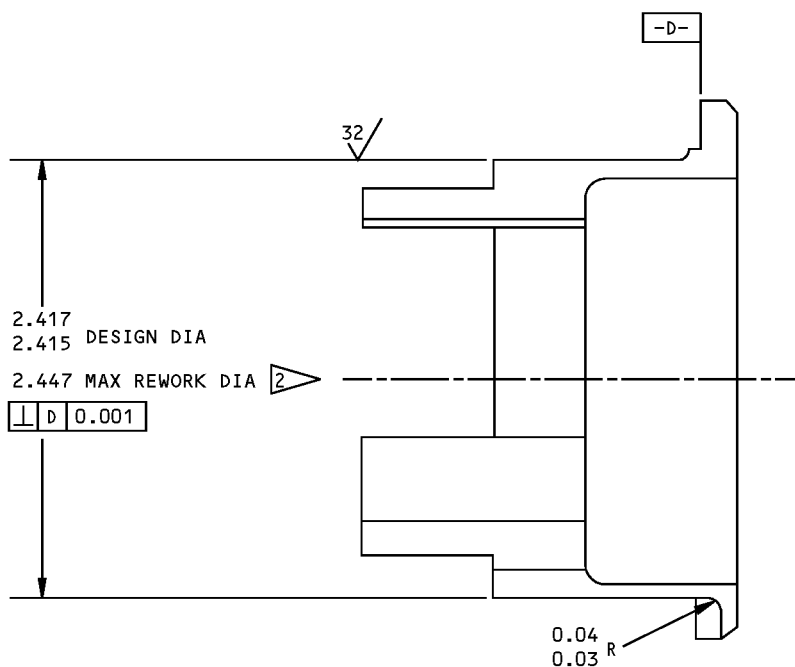 -D-
32
2.417
2.415 DESIGN DIA
2.447 MAX REWORK DIA 2
⊥ D 0.001
0.04
0.03 R